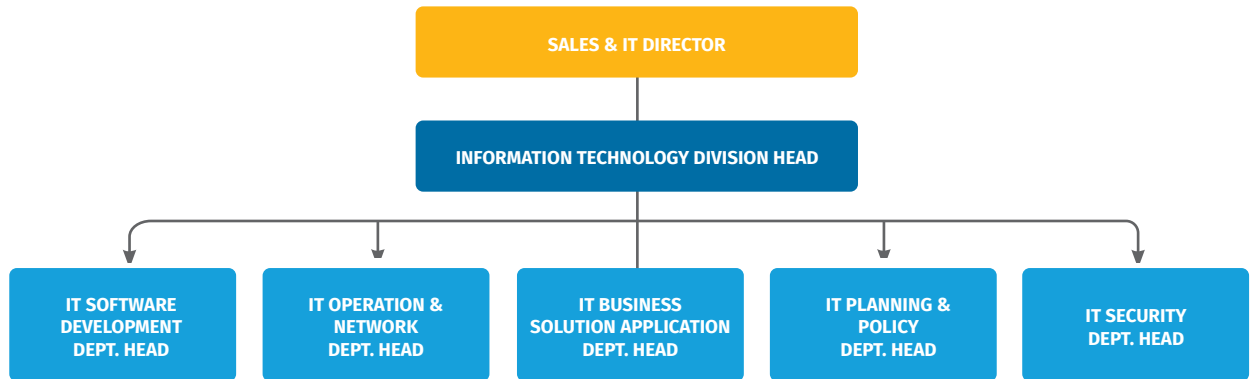 SALES & IT DIRECTOR
INFORMATION TECHNOLOGY DIVISION HEAD
IT SOFTWARE
DEVELOPMENT
DEPT. HEAD
IT OPERATION &
NETWORK
DEPT. HEAD
IT BUSINESS
SOLUTION APPLICATION
DEPT. HEAD
IT PLANNING &
POLICY
DEPT. HEAD
IT SECURITY
DEPT. HEAD